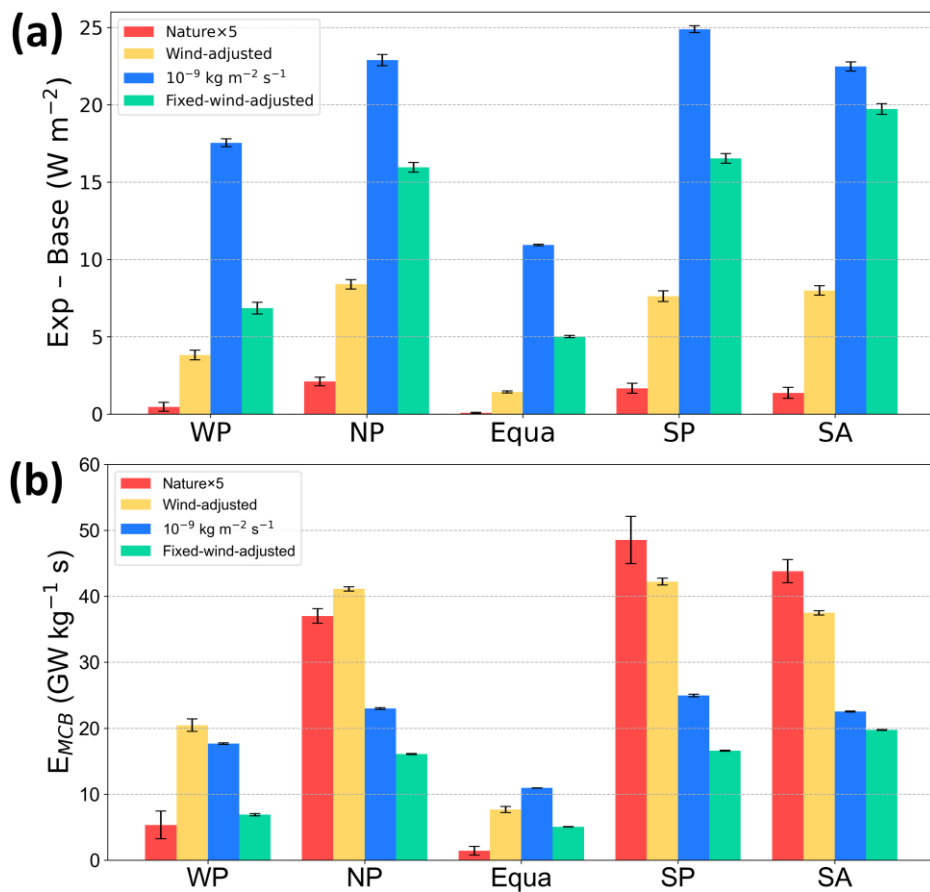 (a)
Exp – Base (W m⁻²)
25
20
15
10
5
0
Nature×5
Wind-adjusted
10⁻⁹ kg m⁻² s⁻¹
Fixed-wind-adjusted
WP NP Equa SP SA
(b)
E_MCB (GW kg⁻¹ s)
60
50
40
30
20
10
0
Nature×5
Wind-adjusted
10⁻⁹ kg m⁻² s⁻¹
Fixed-wind-adjusted
WP NP Equa SP SA